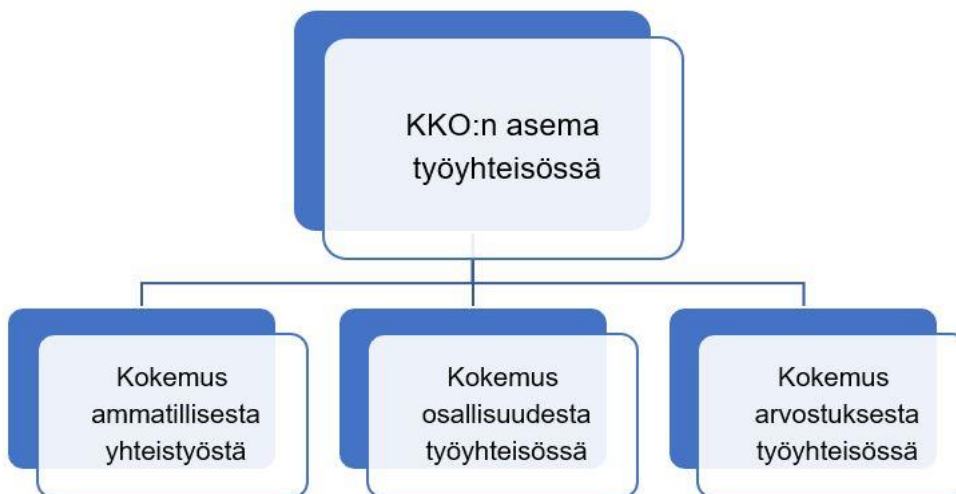 KKO:n asema
työyhteisössä
Kokemus
ammatillisesta
yhteistyöstä
Kokemus
osallisuudesta
työyhteisössä
Kokemus
arvostuksesta
työyhteisössä